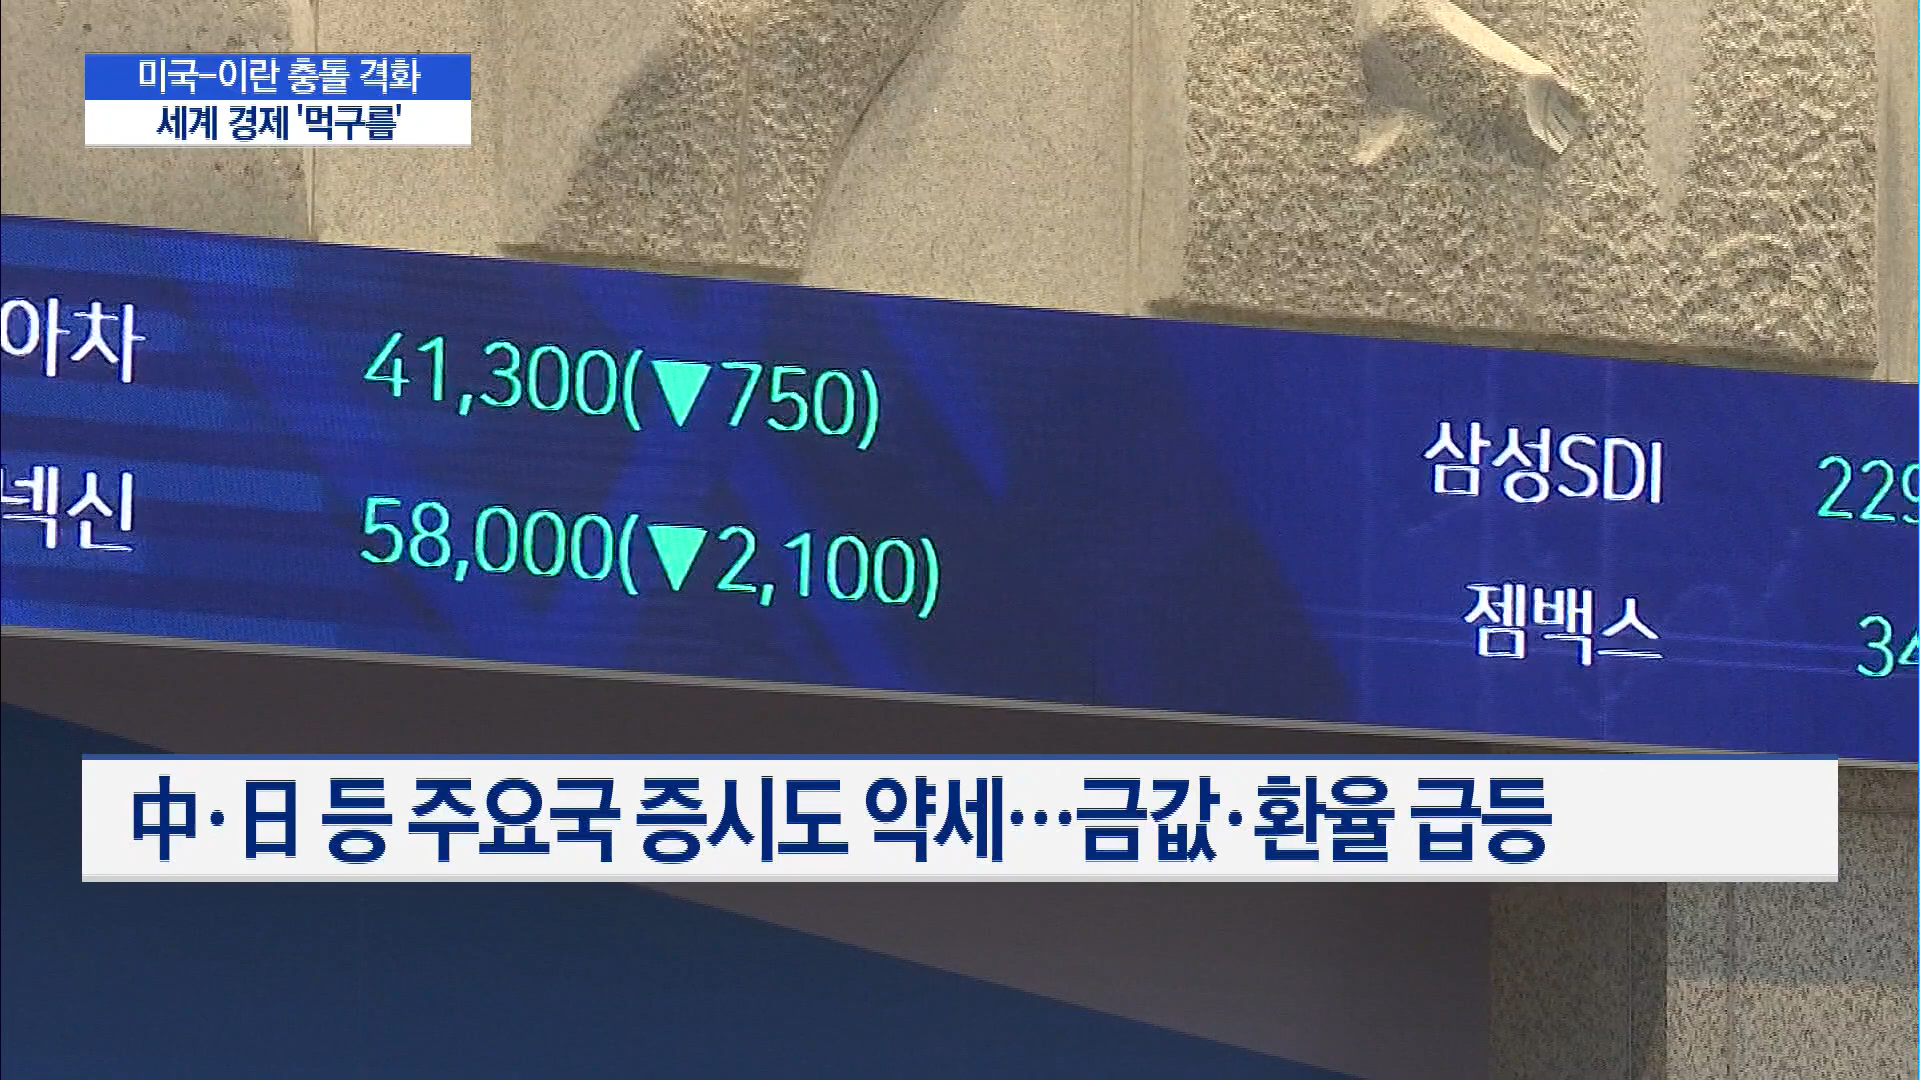 미국-이란 충돌 격화
세계 경제 '먹구름'
아차 41,300(▼750)
넥신 58,000(▼2,100)
삼성SDI 229
젬백스 34
中·日 등 주요국 증시도 약세…금값·환율 급등